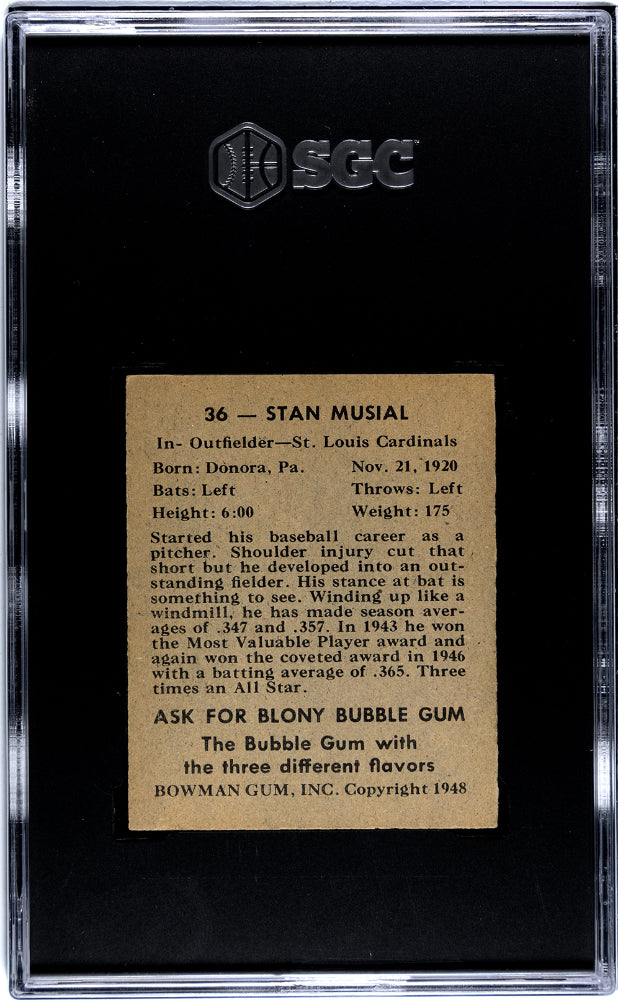 SGC
36 — STAN MUSIAL
In- Outfielder—St. Louis Cardinals
Born: Donora, Pa. Nov. 21, 1920
Bats: Left Throws: Left
Height: 6:00 Weight: 175
Started his baseball career as a
pitcher. Shoulder injury cut that
short but he developed into an out-
standing fielder. His stance at bat is
something to see. Winding up like a
windmill, he has made season aver-
ages of .347 and .357. In 1943 he won
the Most Valuable Player award and
again won the coveted award in 1946
with a batting average of .365. Three
times an All Star.
ASK FOR BLONY BUBBLE GUM
The Bubble Gum with
the three different flavors
BOWMAN GUM, INC. Copyright 1948